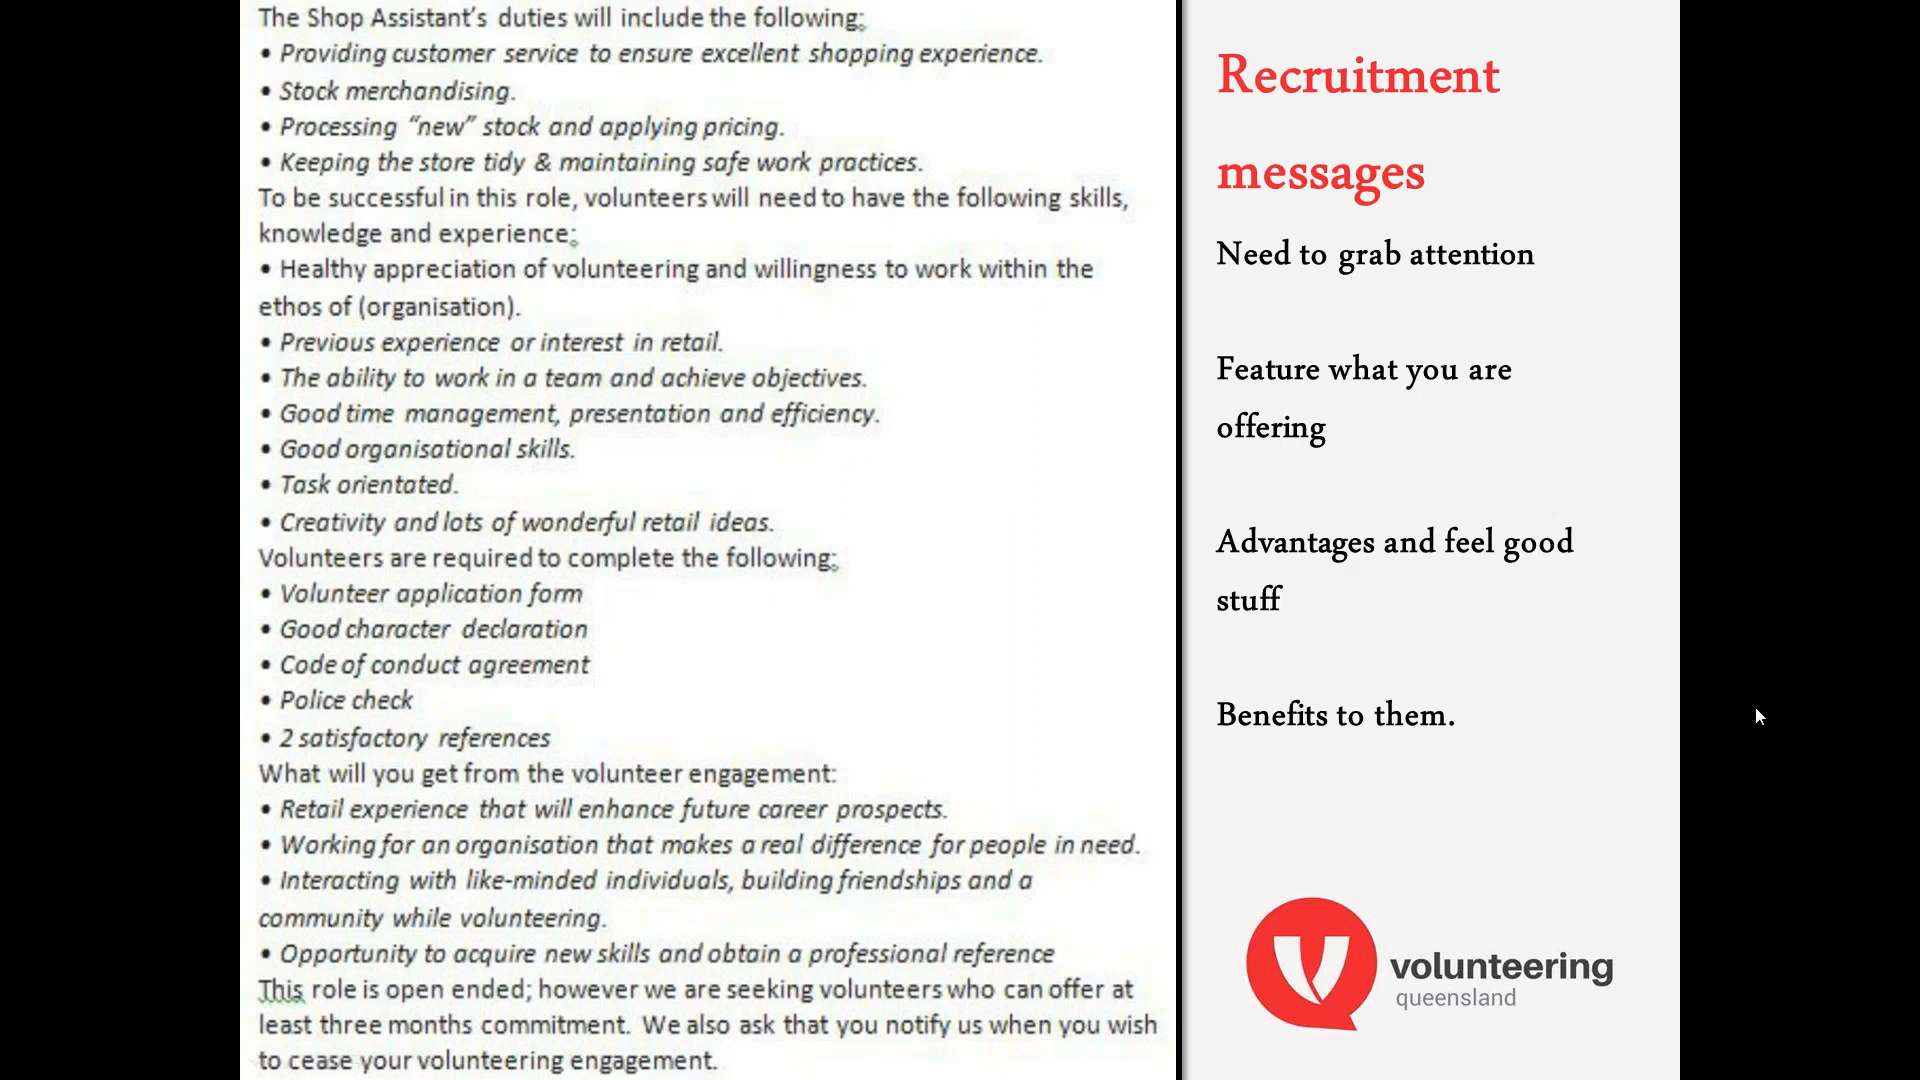 The Shop Assistant's duties will include the following:
• Providing customer service to ensure excellent shopping experience.
• Stock merchandising.
• Processing “new” stock and applying pricing.
• Keeping the store tidy & maintaining safe work practices.
To be successful in this role, volunteers will need to have the following skills,
knowledge and experience:
• Healthy appreciation of volunteering and willingness to work within the
ethos of (organisation).
• Previous experience or interest in retail.
• The ability to work in a team and achieve objectives.
• Good time management, presentation and efficiency.
• Good organisational skills.
• Task orientated.
• Creativity and lots of wonderful retail ideas.
Volunteers are required to complete the following:
• Volunteer application form
• Good character declaration
• Code of conduct agreement
• Police check
• 2 satisfactory references
What will you get from the volunteer engagement:
• Retail experience that will enhance future career prospects.
• Working for an organisation that makes a real difference for people in need.
• Interacting with like-minded individuals, building friendships and a
community while volunteering.
• Opportunity to acquire new skills and obtain a professional reference
This role is open ended; however we are seeking volunteers who can offer at
least three months commitment. We also ask that you notify us when you wish
to cease your volunteering engagement.
Recruitment
messages
Need to grab attention
Feature what you are
offering
Advantages and feel good
stuff
Benefits to them.
volunteering
queensland